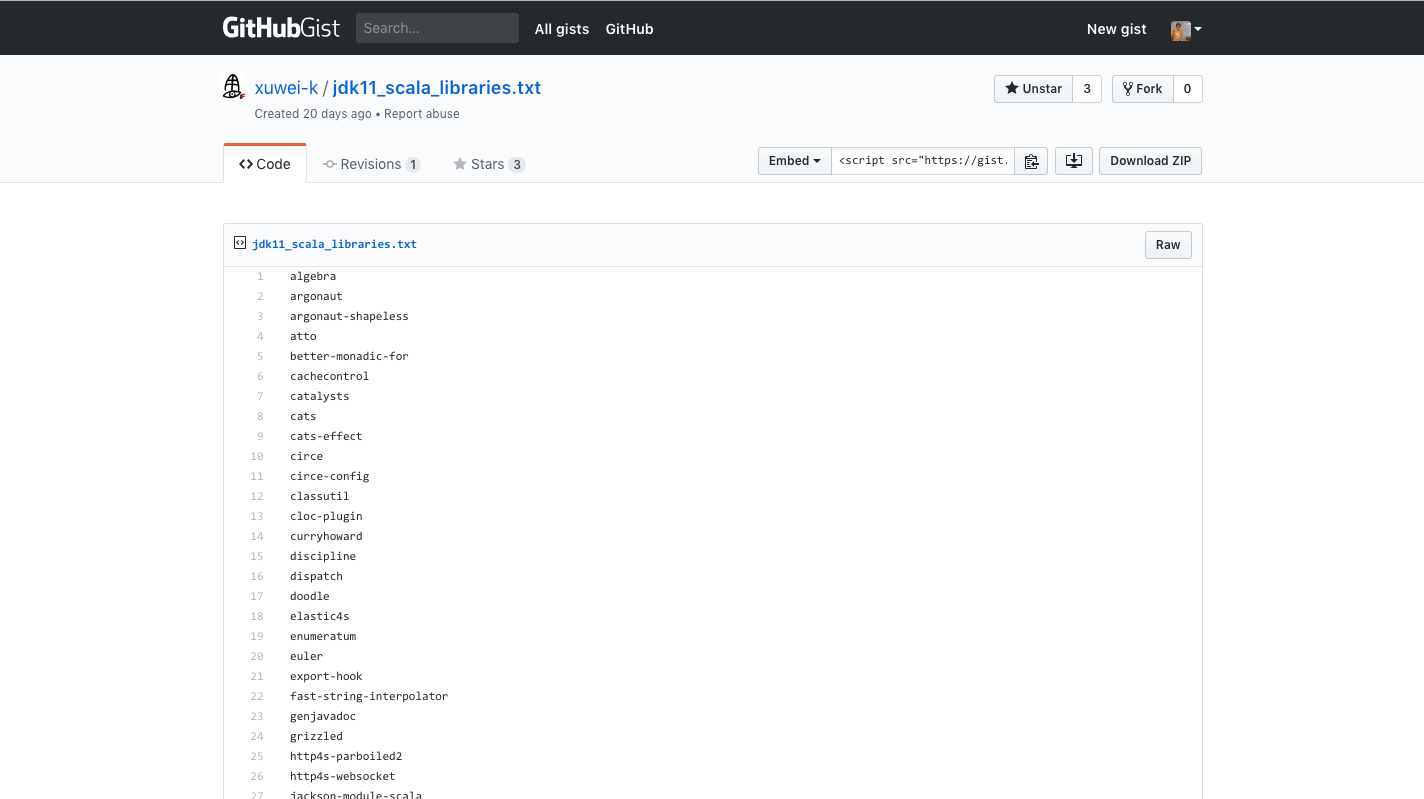 GitHubGist Search... All gists GitHub New gist
xuwei-k / jdk11_scala_libraries.txt Unstar 3 Fork 0
Created 20 days ago • Report abuse
Code Revisions 1 Stars 3 Embed <script src="https://gist. Download ZIP
jdk11_scala_libraries.txt Raw
1 algebra
2 argonaut
3 argonaut-shapeless
4 atto
5 better-monadic-for
6 cachecontrol
7 catalysts
8 cats
9 cats-effect
10 circe
11 circe-config
12 classutil
13 cloc-plugin
14 curryhoward
15 discipline
16 dispatch
17 doodle
18 elastic4s
19 enumeratum
20 euler
21 export-hook
22 fast-string-interpolator
23 genjavadoc
24 grizzled
25 http4s-parboiled2
26 http4s-websocket
27 jackson-module-scala